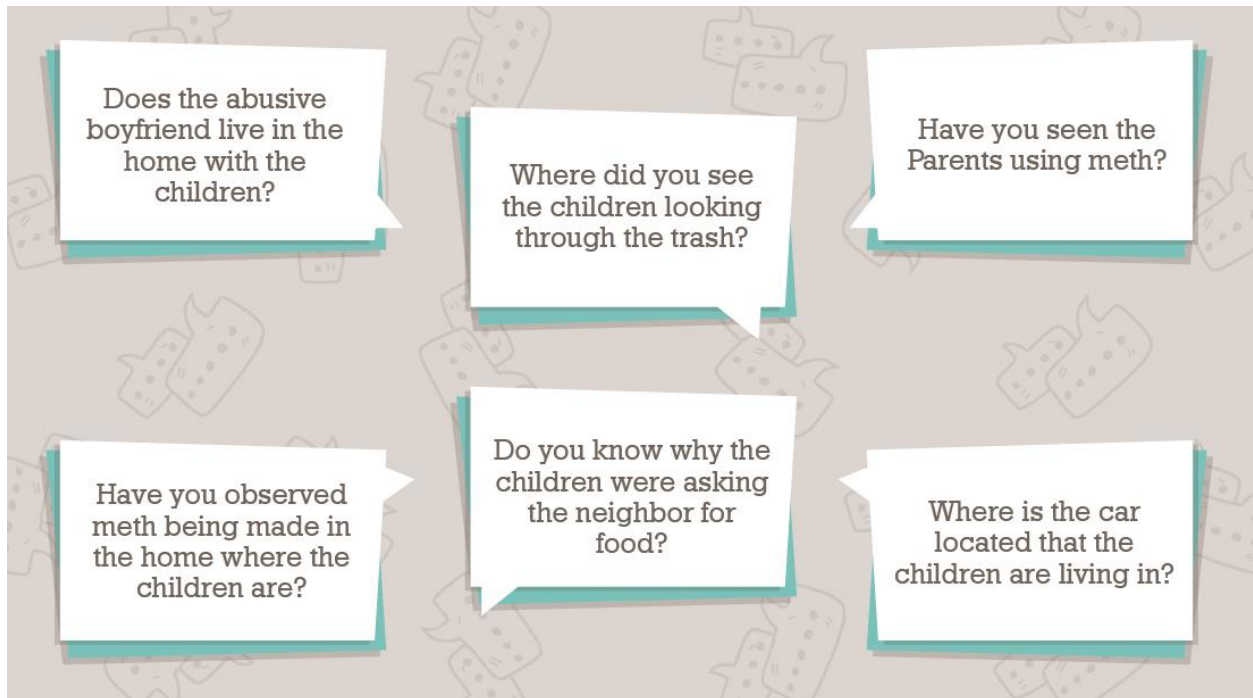 Does the abusive
boyfriend live in the
home with the
children?
Where did you see
the children looking
through the trash?
Have you seen the
Parents using meth?
Have you observed
meth being made in
the home where the
children are?
Do you know why the
children were asking
the neighbor for
food?
Where is the car
located that the
children are living in?